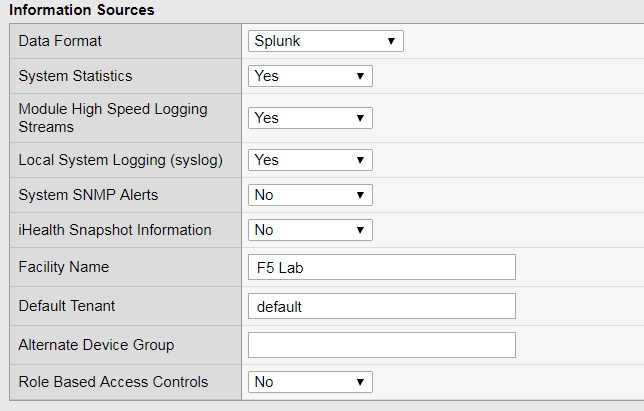 Information Sources
Data Format Splunk
System Statistics Yes
Module High Speed Logging
Streams Yes
Local System Logging (syslog) Yes
System SNMP Alerts No
iHealth Snapshot Information No
Facility Name F5 Lab
Default Tenant default
Alternate Device Group
Role Based Access Controls No